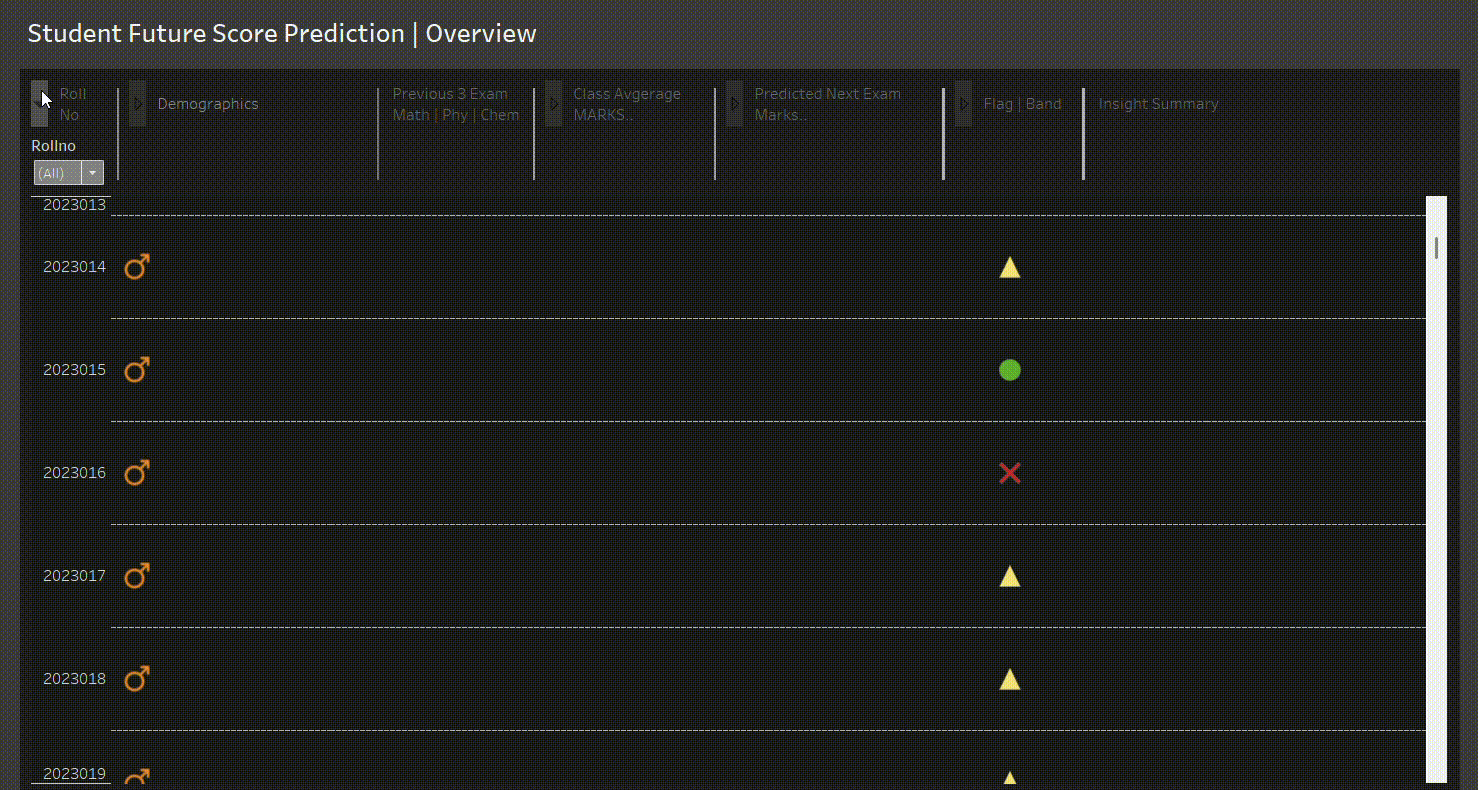 Student Future Score Prediction | Overview
Roll
No
Demographics
Previous 3 Exam
Math | Phy | Chem
Class Avgerage
MARKS..
Predicted Next Exam
Marks..
Flag | Band
Insight Summary
Rollno
(All)
2023013
2023014
2023015
2023016
2023017
2023018
2023019